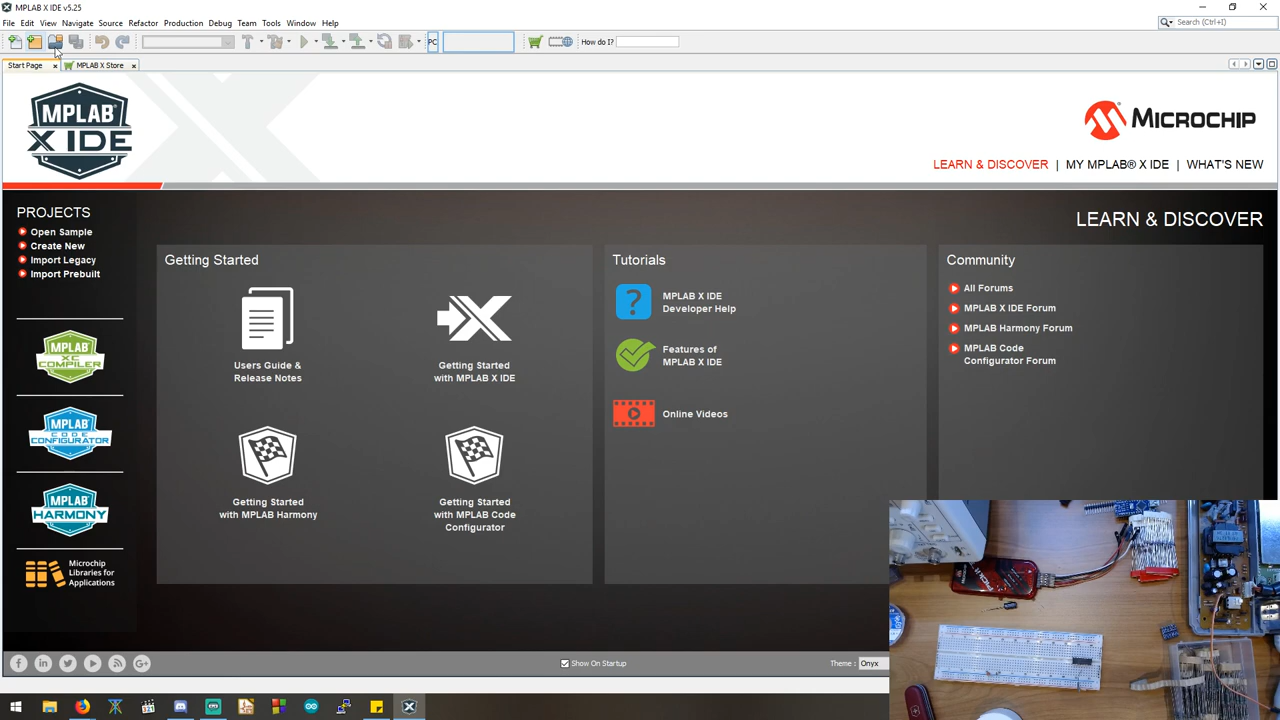 MPLAB X IDE v5.25
File Edit View Navigate Source Refactor Production Debug Team Tools Window Help
Search (Ctrl+I)
PC
How do I?
Start Page
MPLAB X Store
MPLAB
X IDE
MICROCHIP
LEARN & DISCOVER | MY MPLAB® X IDE | WHAT'S NEW
PROJECTS
Open Sample
Create New
Import Legacy
Import Prebuilt
MPLAB
XC
COMPILER
MPLAB
CODE
CONFIGURATOR
MPLAB
HARMONY
Microchip
Libraries for
Applications
LEARN & DISCOVER
Getting Started
Users Guide &
Release Notes
Getting Started
with MPLAB X IDE
Getting Started
with MPLAB Harmony
Getting Started
with MPLAB Code
Configurator
Tutorials
MPLAB X IDE
Developer Help
Features of
MPLAB X IDE
Online Videos
Community
All Forums
MPLAB X IDE Forum
MPLAB Harmony Forum
MPLAB Code
Configurator Forum
Show On Startup
Theme : Onyx